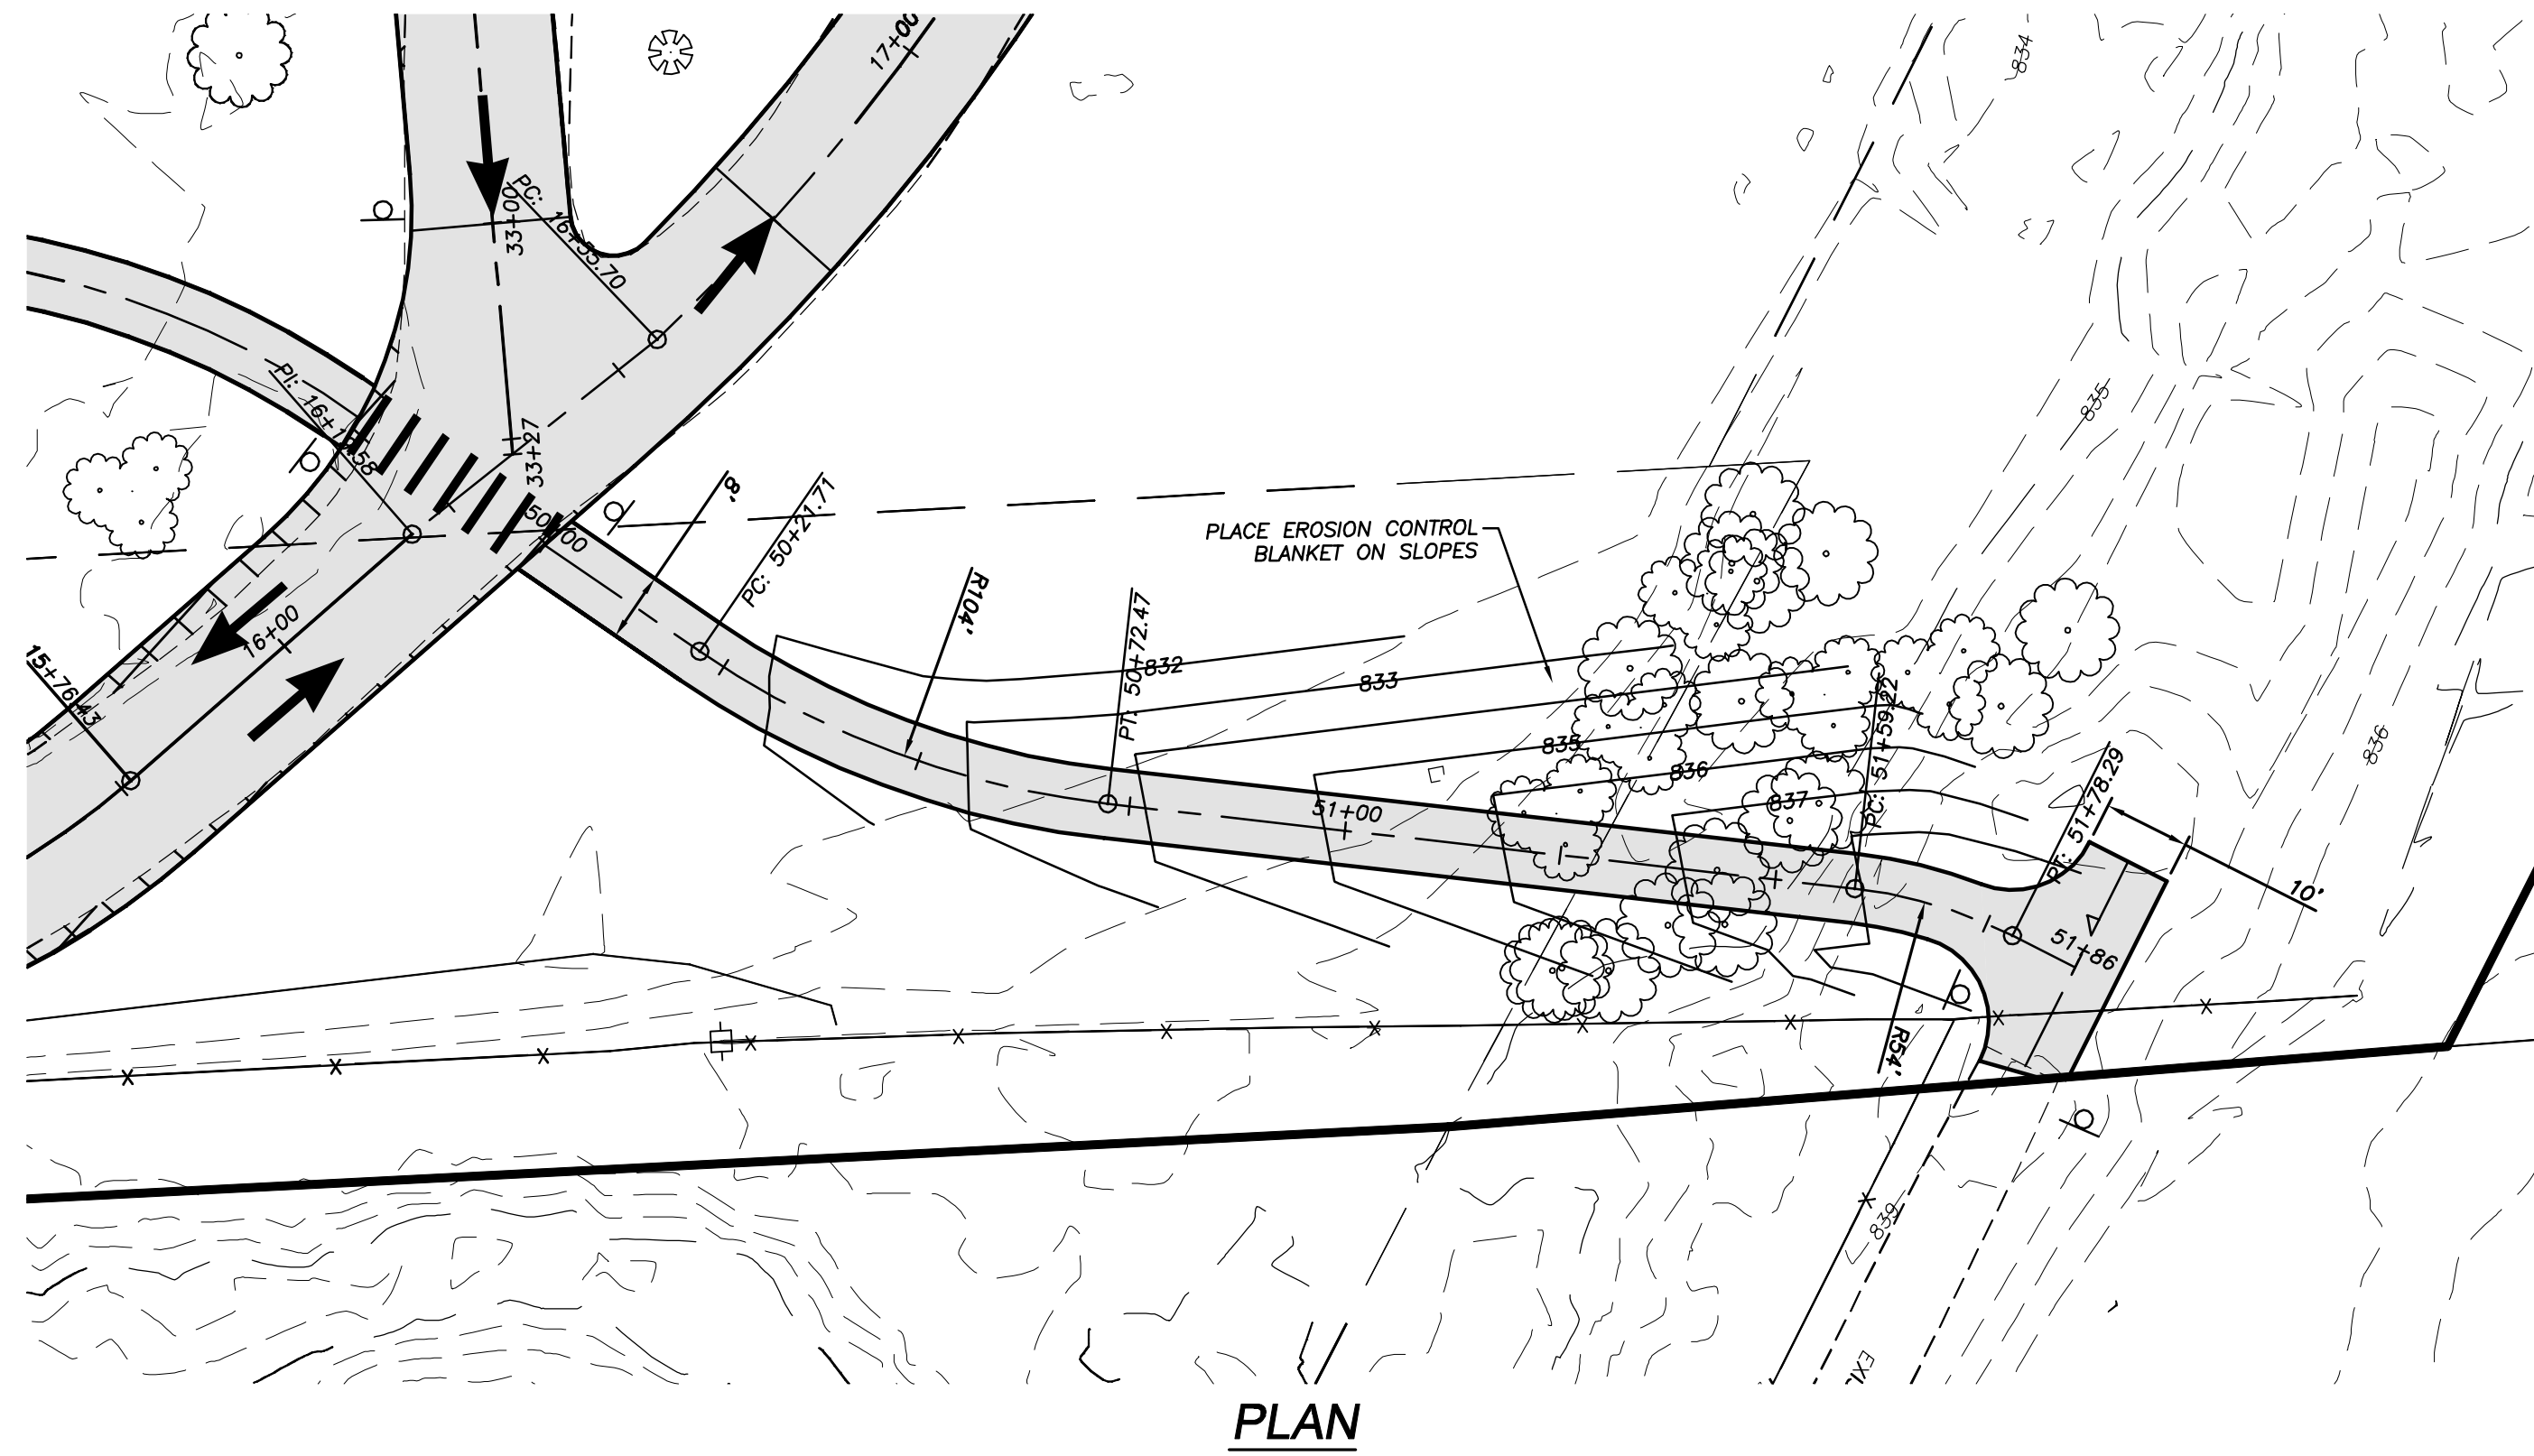 17+00
834
33+00
PC: 16+55.70
PI: 16+19.58
835
33+27
8'
PC: 50+21.71
50+00
PLACE EROSION CONTROL
BLANKET ON SLOPES
R104'
PT: 50+72.47
16+00
15+76.43
832
833
835
836
837
51+00
PC: 51+59.22
PT: 51+78.29
836
10'
51+86
R54'
839
PLAN